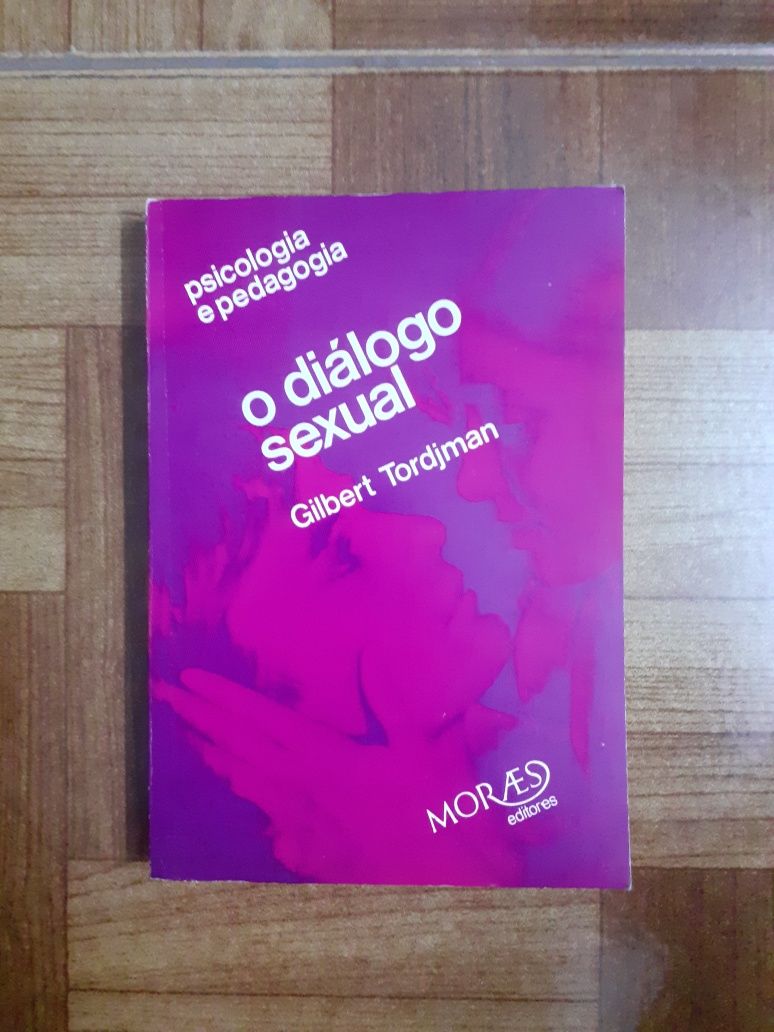 psicologia
e pedagogia
o diálogo
sexual
Gilbert Tordjman
MORÆS
editores